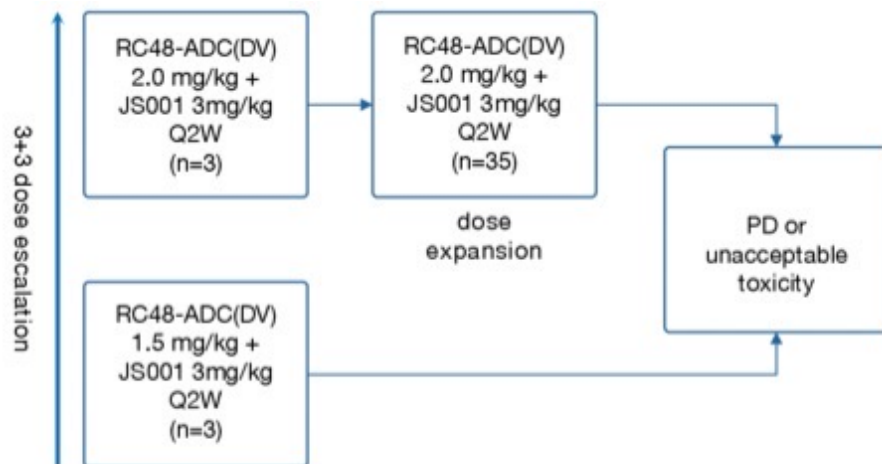 3+3 dose escalation
RC48-ADC(DV)
2.0 mg/kg +
JS001 3mg/kg
Q2W
(n=3)
RC48-ADC(DV)
2.0 mg/kg +
JS001 3mg/kg
Q2W
(n=35)
dose
expansion
PD or
unacceptable
toxicity
RC48-ADC(DV)
1.5 mg/kg +
JS001 3mg/kg
Q2W
(n=3)